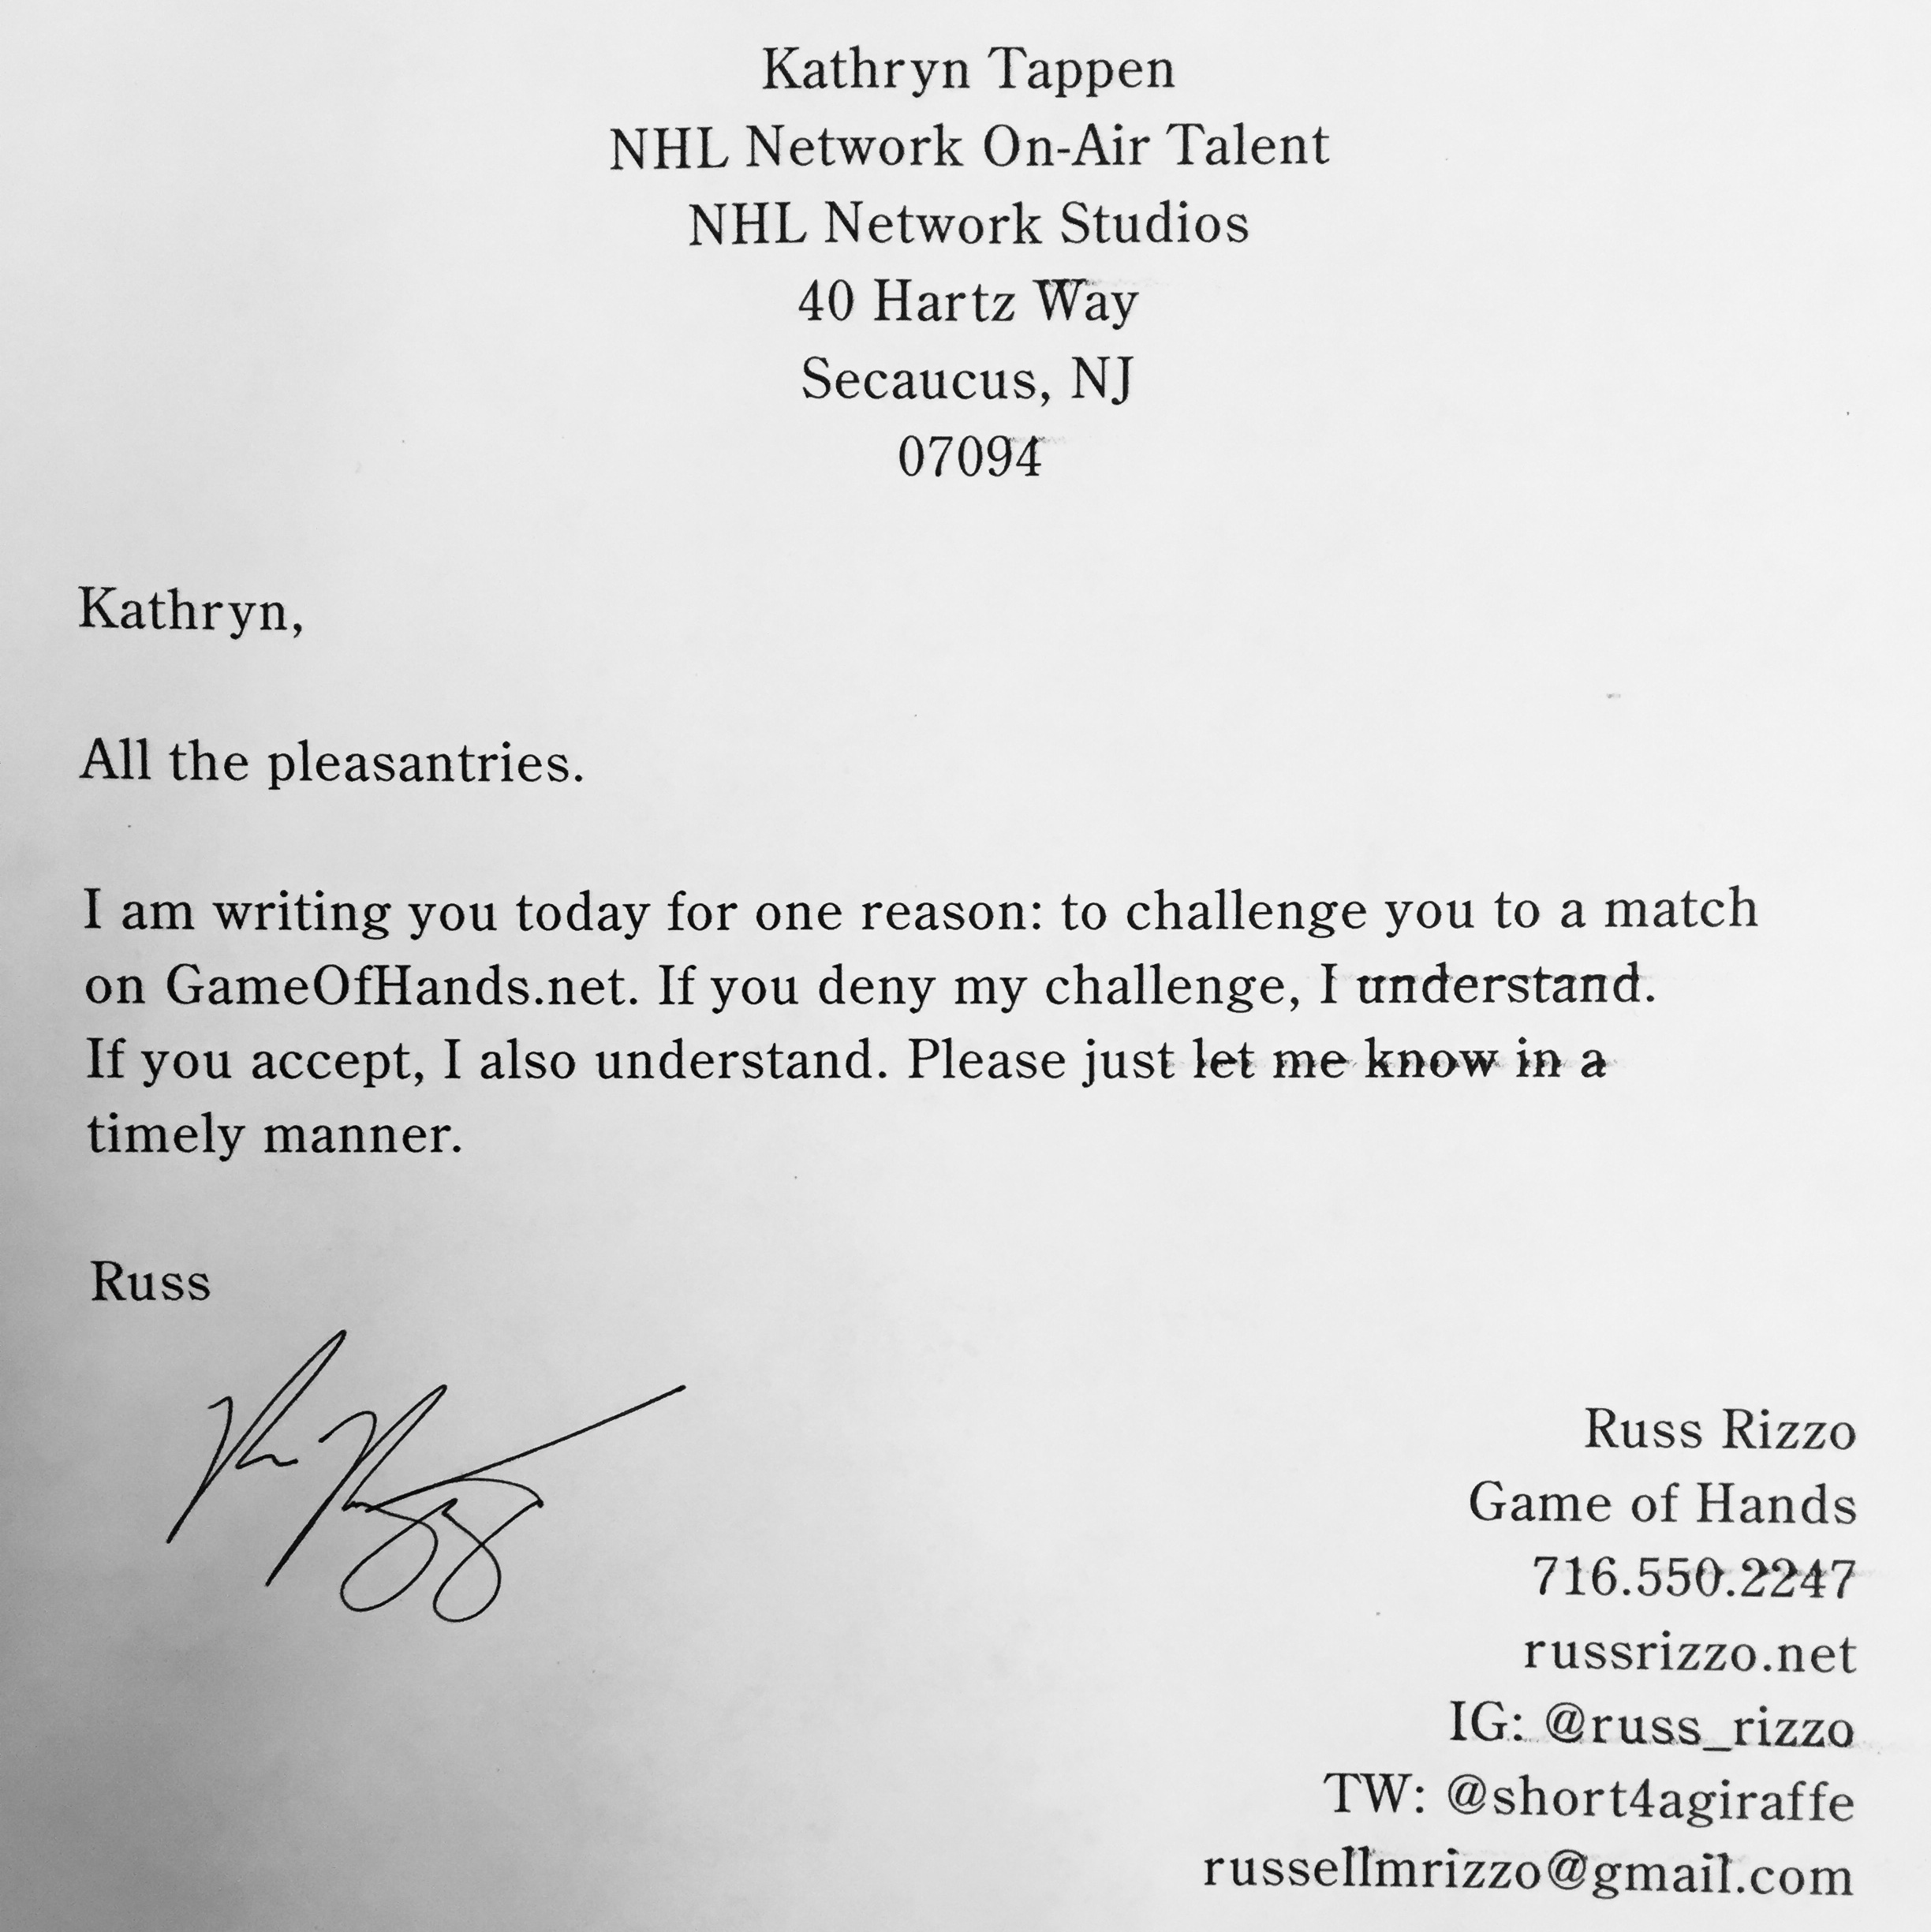 Kathryn Tappen
NHL Network On-Air Talent
NHL Network Studios
40 Hartz Way
Secaucus, NJ
07094
Kathryn,
All the pleasantries.
I am writing you today for one reason: to challenge you to a match
on GameOfHands.net. If you deny my challenge, I understand.
If you accept, I also understand. Please just let me know in a
timely manner.
Russ
Russ Rizzo
Game of Hands
716.550.2247
russrizzo.net
IG: @russ_rizzo
TW: @short4agiraffe
russellmrizzo@gmail.com